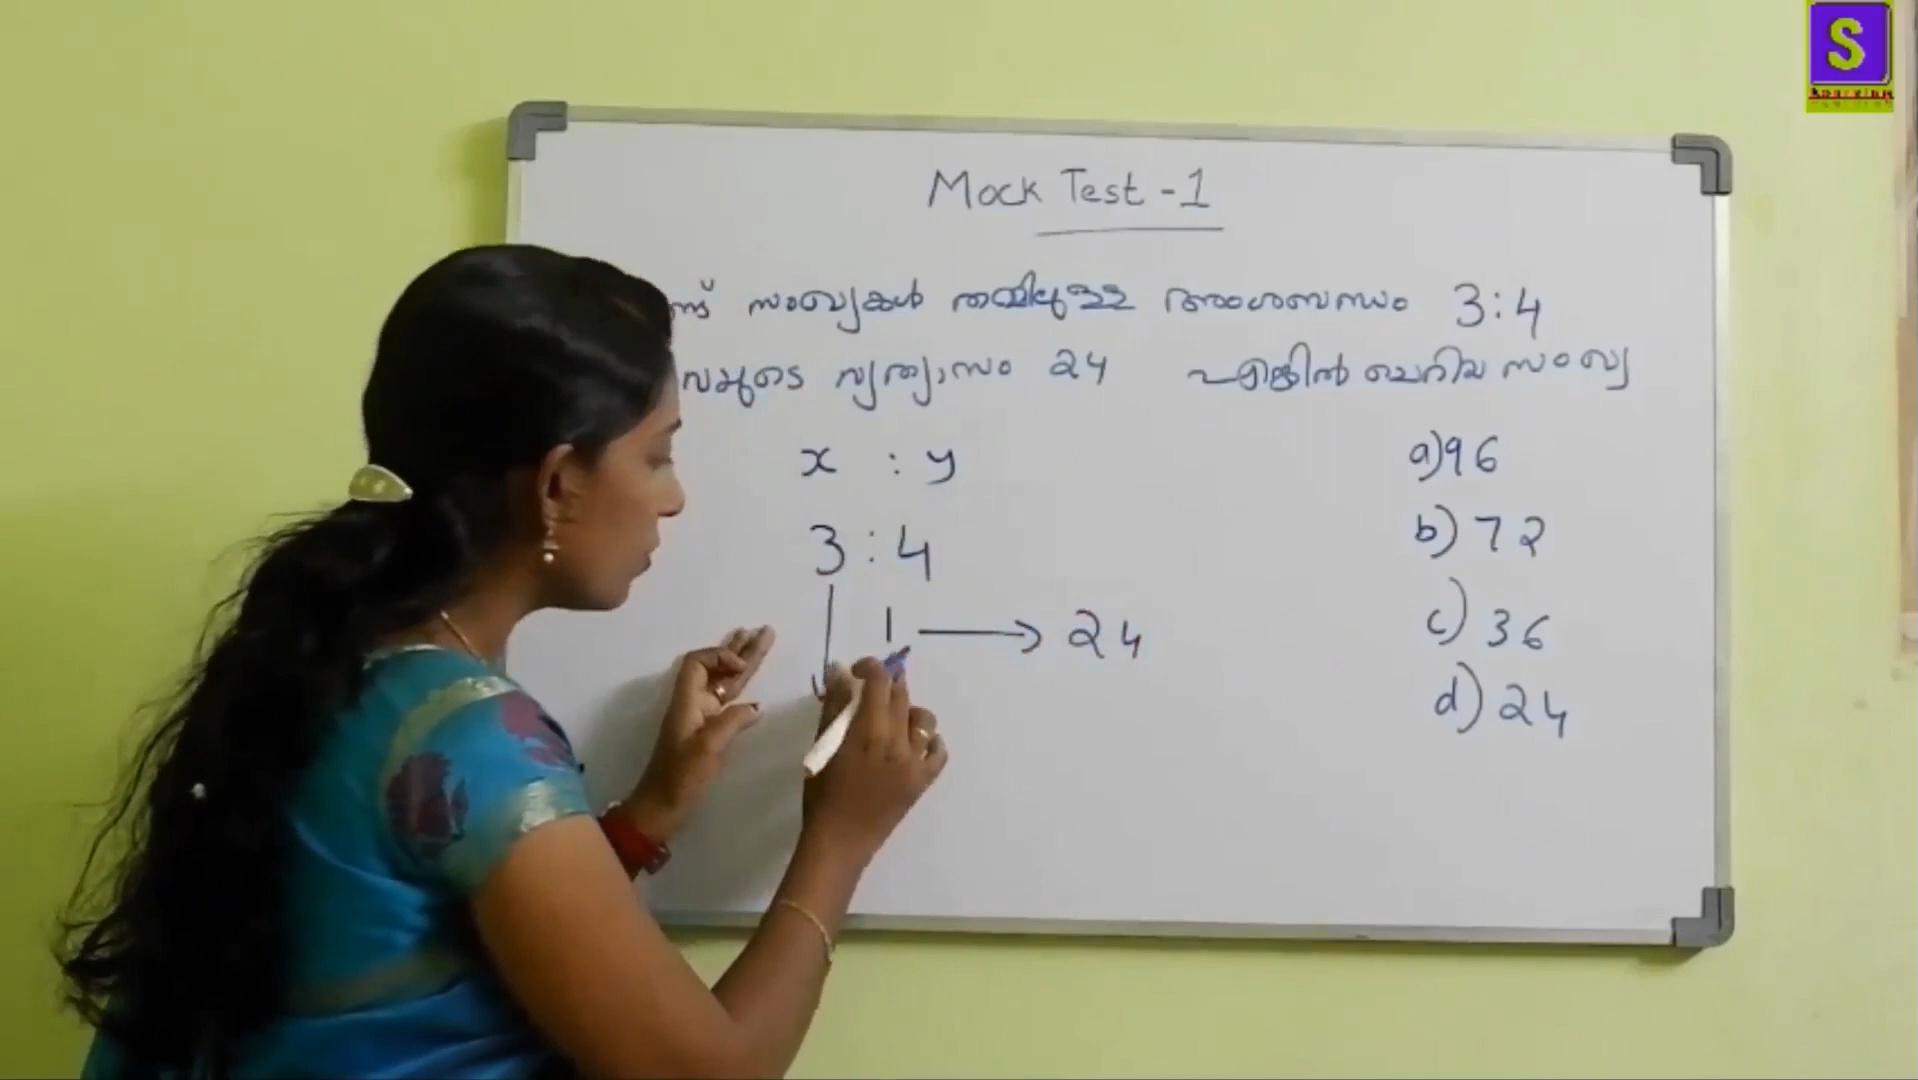 Mock Test -1
സംഖ്യകൾ തമ്മിലുള്ള അംശബന്ധം 3:4
വ്യത്യാസം 24 എങ്കിൽ ചെറിയ സംഖ്യ
x : y
3 : 4
1 → 24
a) 96
b) 72
c) 36
d) 24
S